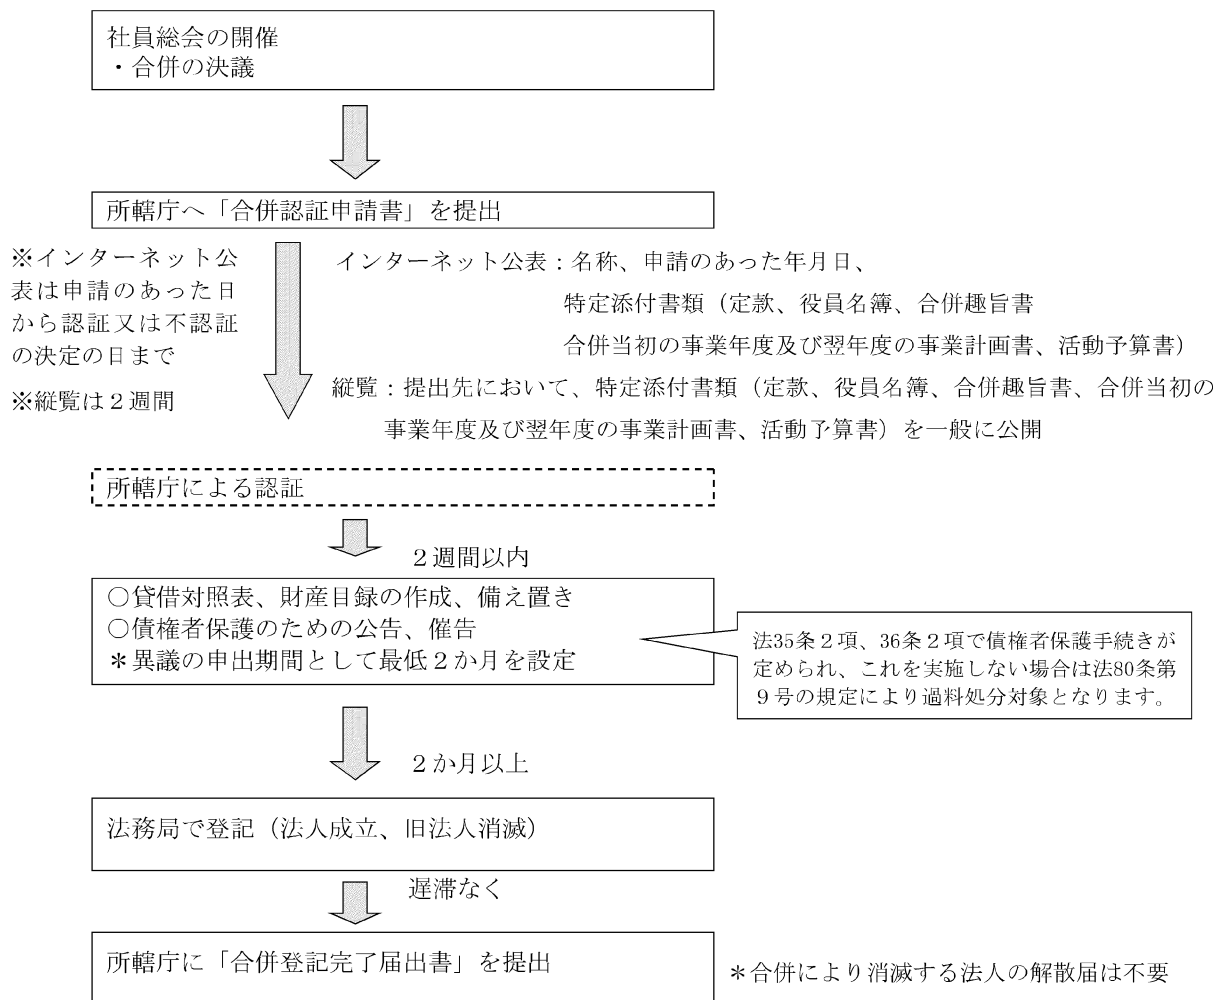 社員総会の開催
・合併の決議
所轄庁へ「合併認証申請書」を提出
※インターネット公
表は申請のあった日
から認証又は不認証
の決定の日まで
※縦覧は２週間
インターネット公表：名称、申請のあった年月日、
特定添付書類（定款、役員名簿、合併趣旨書
合併当初の事業年度及び翌年度の事業計画書、活動予算書）
縦覧：提出先において、特定添付書類（定款、役員名簿、合併趣旨書、合併当初の
事業年度及び翌年度の事業計画書、活動予算書）を一般に公開
所轄庁による認証
２週間以内
○貸借対照表、財産目録の作成、備え置き
○債権者保護のための公告、催告
＊異議の申出期間として最低２か月を設定
法35条２項、36条２項で債権者保護手続きが
定められ、これを実施しない場合は法80条第
９号の規定により過料処分対象となります。
２か月以上
法務局で登記（法人成立、旧法人消滅）
遅滞なく
所轄庁に「合併登記完了届出書」を提出
＊合併により消滅する法人の解散届は不要